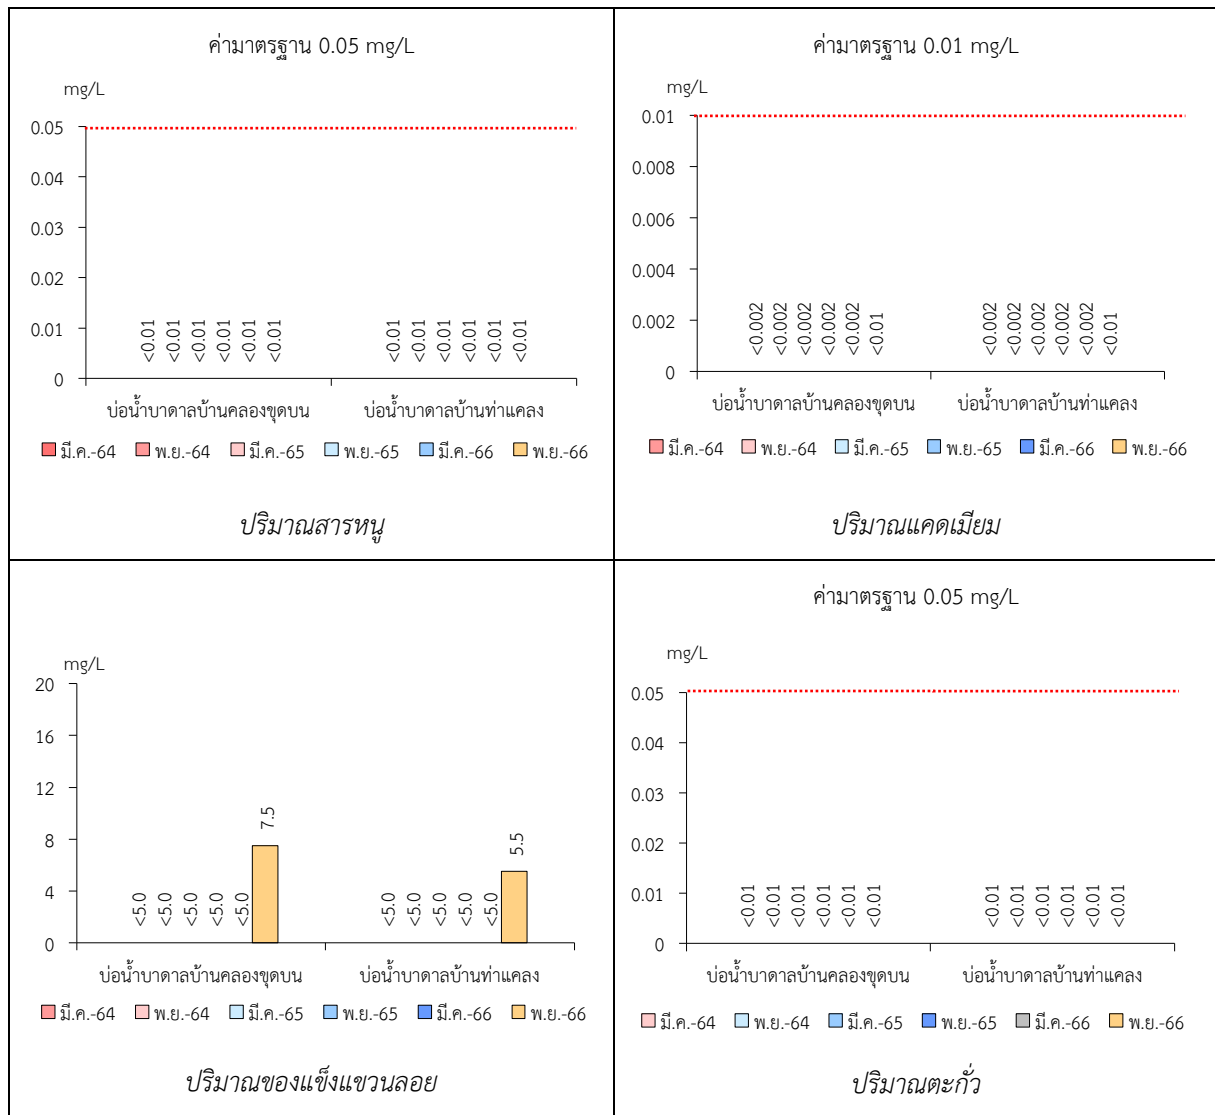 ค่ามาตรฐาน 0.05 mg/L
mg/L
0.05
0.04
0.03
0.02
0.01
0
<0.01 <0.01 <0.01 <0.01 <0.01 <0.01
<0.01 <0.01 <0.01 <0.01 <0.01 <0.01
บ่อน้ำบาดาลบ้านคลองขุดบน บ่อน้ำบาดาลบ้านท่าแคลง
มี.ค.-64 พ.ย.-64 มี.ค.-65 พ.ย.-65 มี.ค.-66 พ.ย.-66
ปริมาณสารหนู
ค่ามาตรฐาน 0.01 mg/L
mg/L
0.01
0.008
0.006
0.004
0.002
0
<0.002 <0.002 <0.002 <0.002 <0.002 <0.01
<0.002 <0.002 <0.002 <0.002 <0.002 <0.01
บ่อน้ำบาดาลบ้านคลองขุดบน บ่อน้ำบาดาลบ้านท่าแคลง
มี.ค.-64 พ.ย.-64 มี.ค.-65 พ.ย.-65 มี.ค.-66 พ.ย.-66
ปริมาณแคดเมียม
mg/L
20
16
12
8
4
0
<5.0 <5.0 <5.0 <5.0 <5.0 7.5
<5.0 <5.0 <5.0 <5.0 <5.0 5.5
บ่อน้ำบาดาลบ้านคลองขุดบน บ่อน้ำบาดาลบ้านท่าแคลง
มี.ค.-64 พ.ย.-64 มี.ค.-65 พ.ย.-65 มี.ค.-66 พ.ย.-66
ปริมาณของแข็งแขวนลอย
ค่ามาตรฐาน 0.05 mg/L
mg/L
0.05
0.04
0.03
0.02
0.01
0
<0.01 <0.01 <0.01 <0.01 <0.01 <0.01
<0.01 <0.01 <0.01 <0.01 <0.01 <0.01
บ่อน้ำบาดาลบ้านคลองขุดบน บ่อน้ำบาดาลบ้านท่าแคลง
มี.ค.-64 พ.ย.-64 มี.ค.-65 พ.ย.-65 มี.ค.-66 พ.ย.-66
ปริมาณตะกั่ว